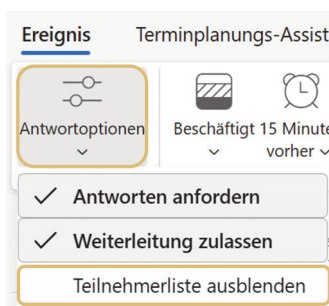 Ereignis Terminplanungs-Assist
Antwortoptionen Beschäftigt 15 Minute
vorher
Antworten anfordern
Weiterleitung zulassen
Teilnehmerliste ausblenden